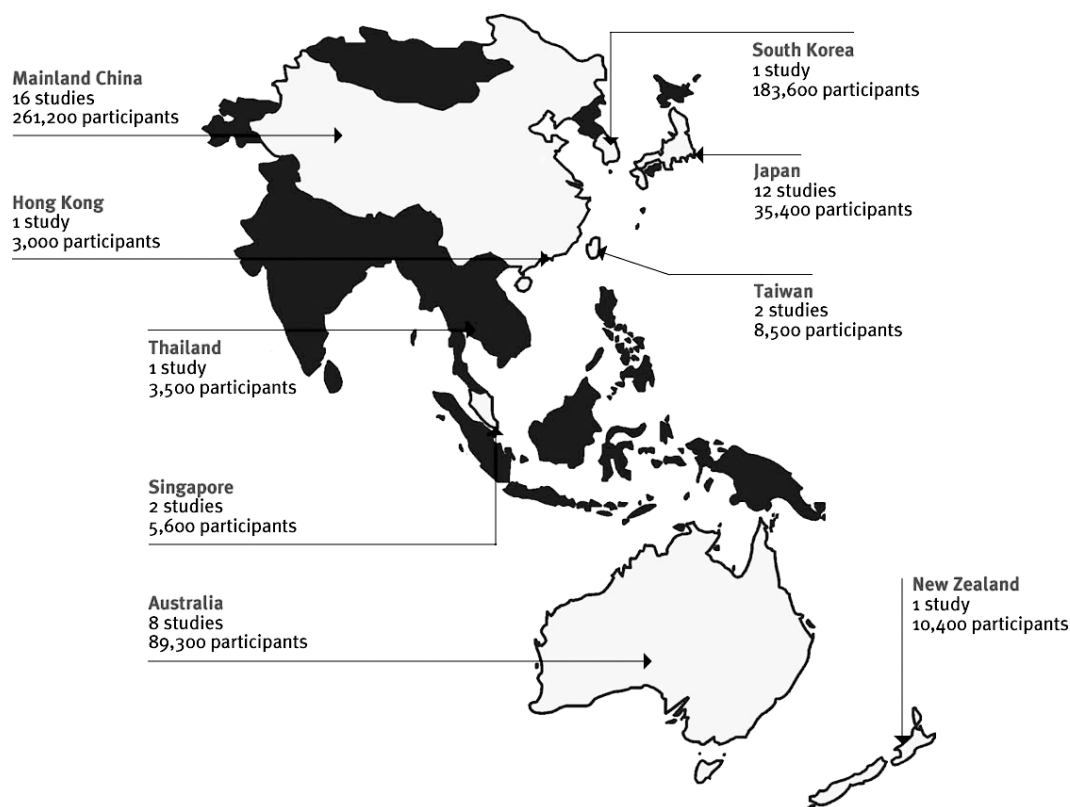 South Korea
1 study
183,600 participants
Mainland China
16 studies
261,200 participants
Japan
12 studies
35,400 participants
Hong Kong
1 study
3,000 participants
Taiwan
2 studies
8,500 participants
Thailand
1 study
3,500 participants
Singapore
2 studies
5,600 participants
New Zealand
1 study
10,400 participants
Australia
8 studies
89,300 participants